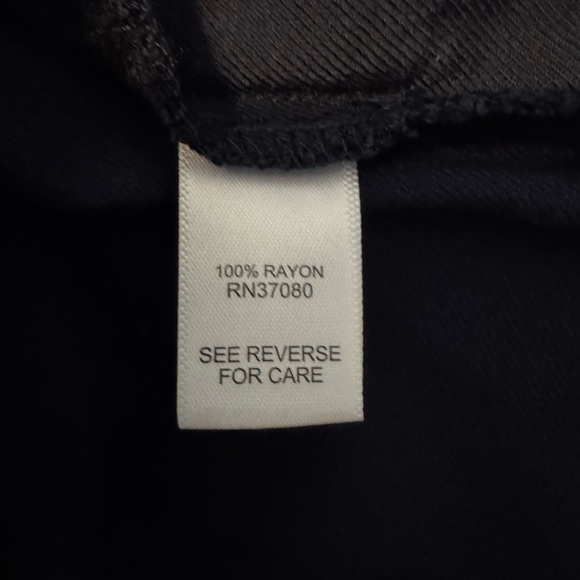 100% RAYON
RN37080
SEE REVERSE
FOR CARE